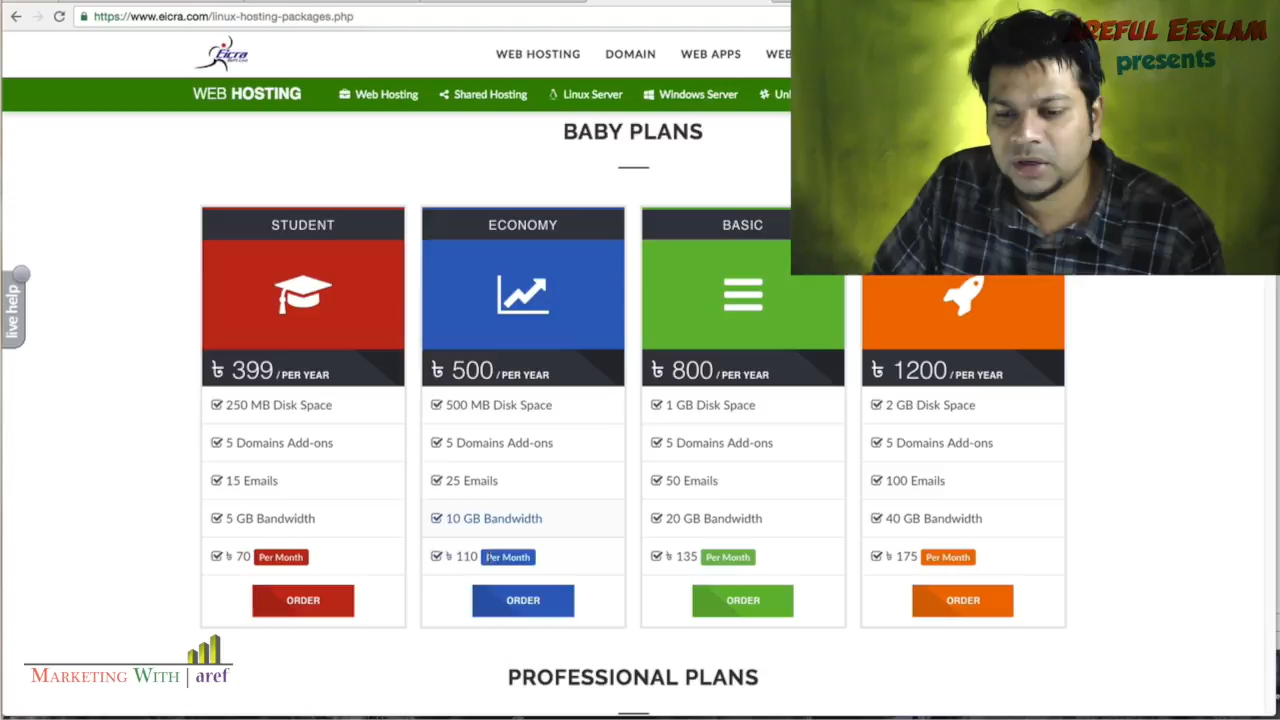 https://www.eicra.com/linux-hosting-packages.php
AREFUL EESLAM
presents
Eicra
WEB HOSTING
DOMAIN
WEB APPS
WEB
WEB HOSTING
Web Hosting
Shared Hosting
Linux Server
Windows Server
Unl
BABY PLANS
live help
STUDENT
৳ 399 / PER YEAR
250 MB Disk Space
5 Domains Add-ons
15 Emails
5 GB Bandwidth
৳ 70 Per Month
ORDER
ECONOMY
৳ 500 / PER YEAR
500 MB Disk Space
5 Domains Add-ons
25 Emails
10 GB Bandwidth
৳ 110 Per Month
ORDER
BASIC
৳ 800 / PER YEAR
1 GB Disk Space
5 Domains Add-ons
50 Emails
20 GB Bandwidth
৳ 135 Per Month
ORDER
৳ 1200 / PER YEAR
2 GB Disk Space
5 Domains Add-ons
100 Emails
40 GB Bandwidth
৳ 175 Per Month
ORDER
MARKETING WITH | aref
PROFESSIONAL PLANS